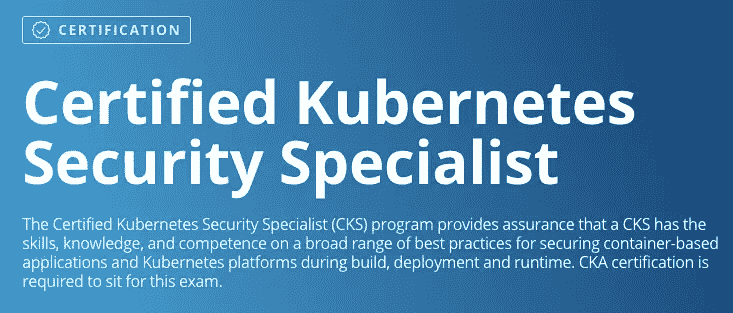 CERTIFICATION
Certified Kubernetes
Security Specialist
The Certified Kubernetes Security Specialist (CKS) program provides assurance that a CKS has the
skills, knowledge, and competence on a broad range of best practices for securing container-based
applications and Kubernetes platforms during build, deployment and runtime. CKA certification is
required to sit for this exam.